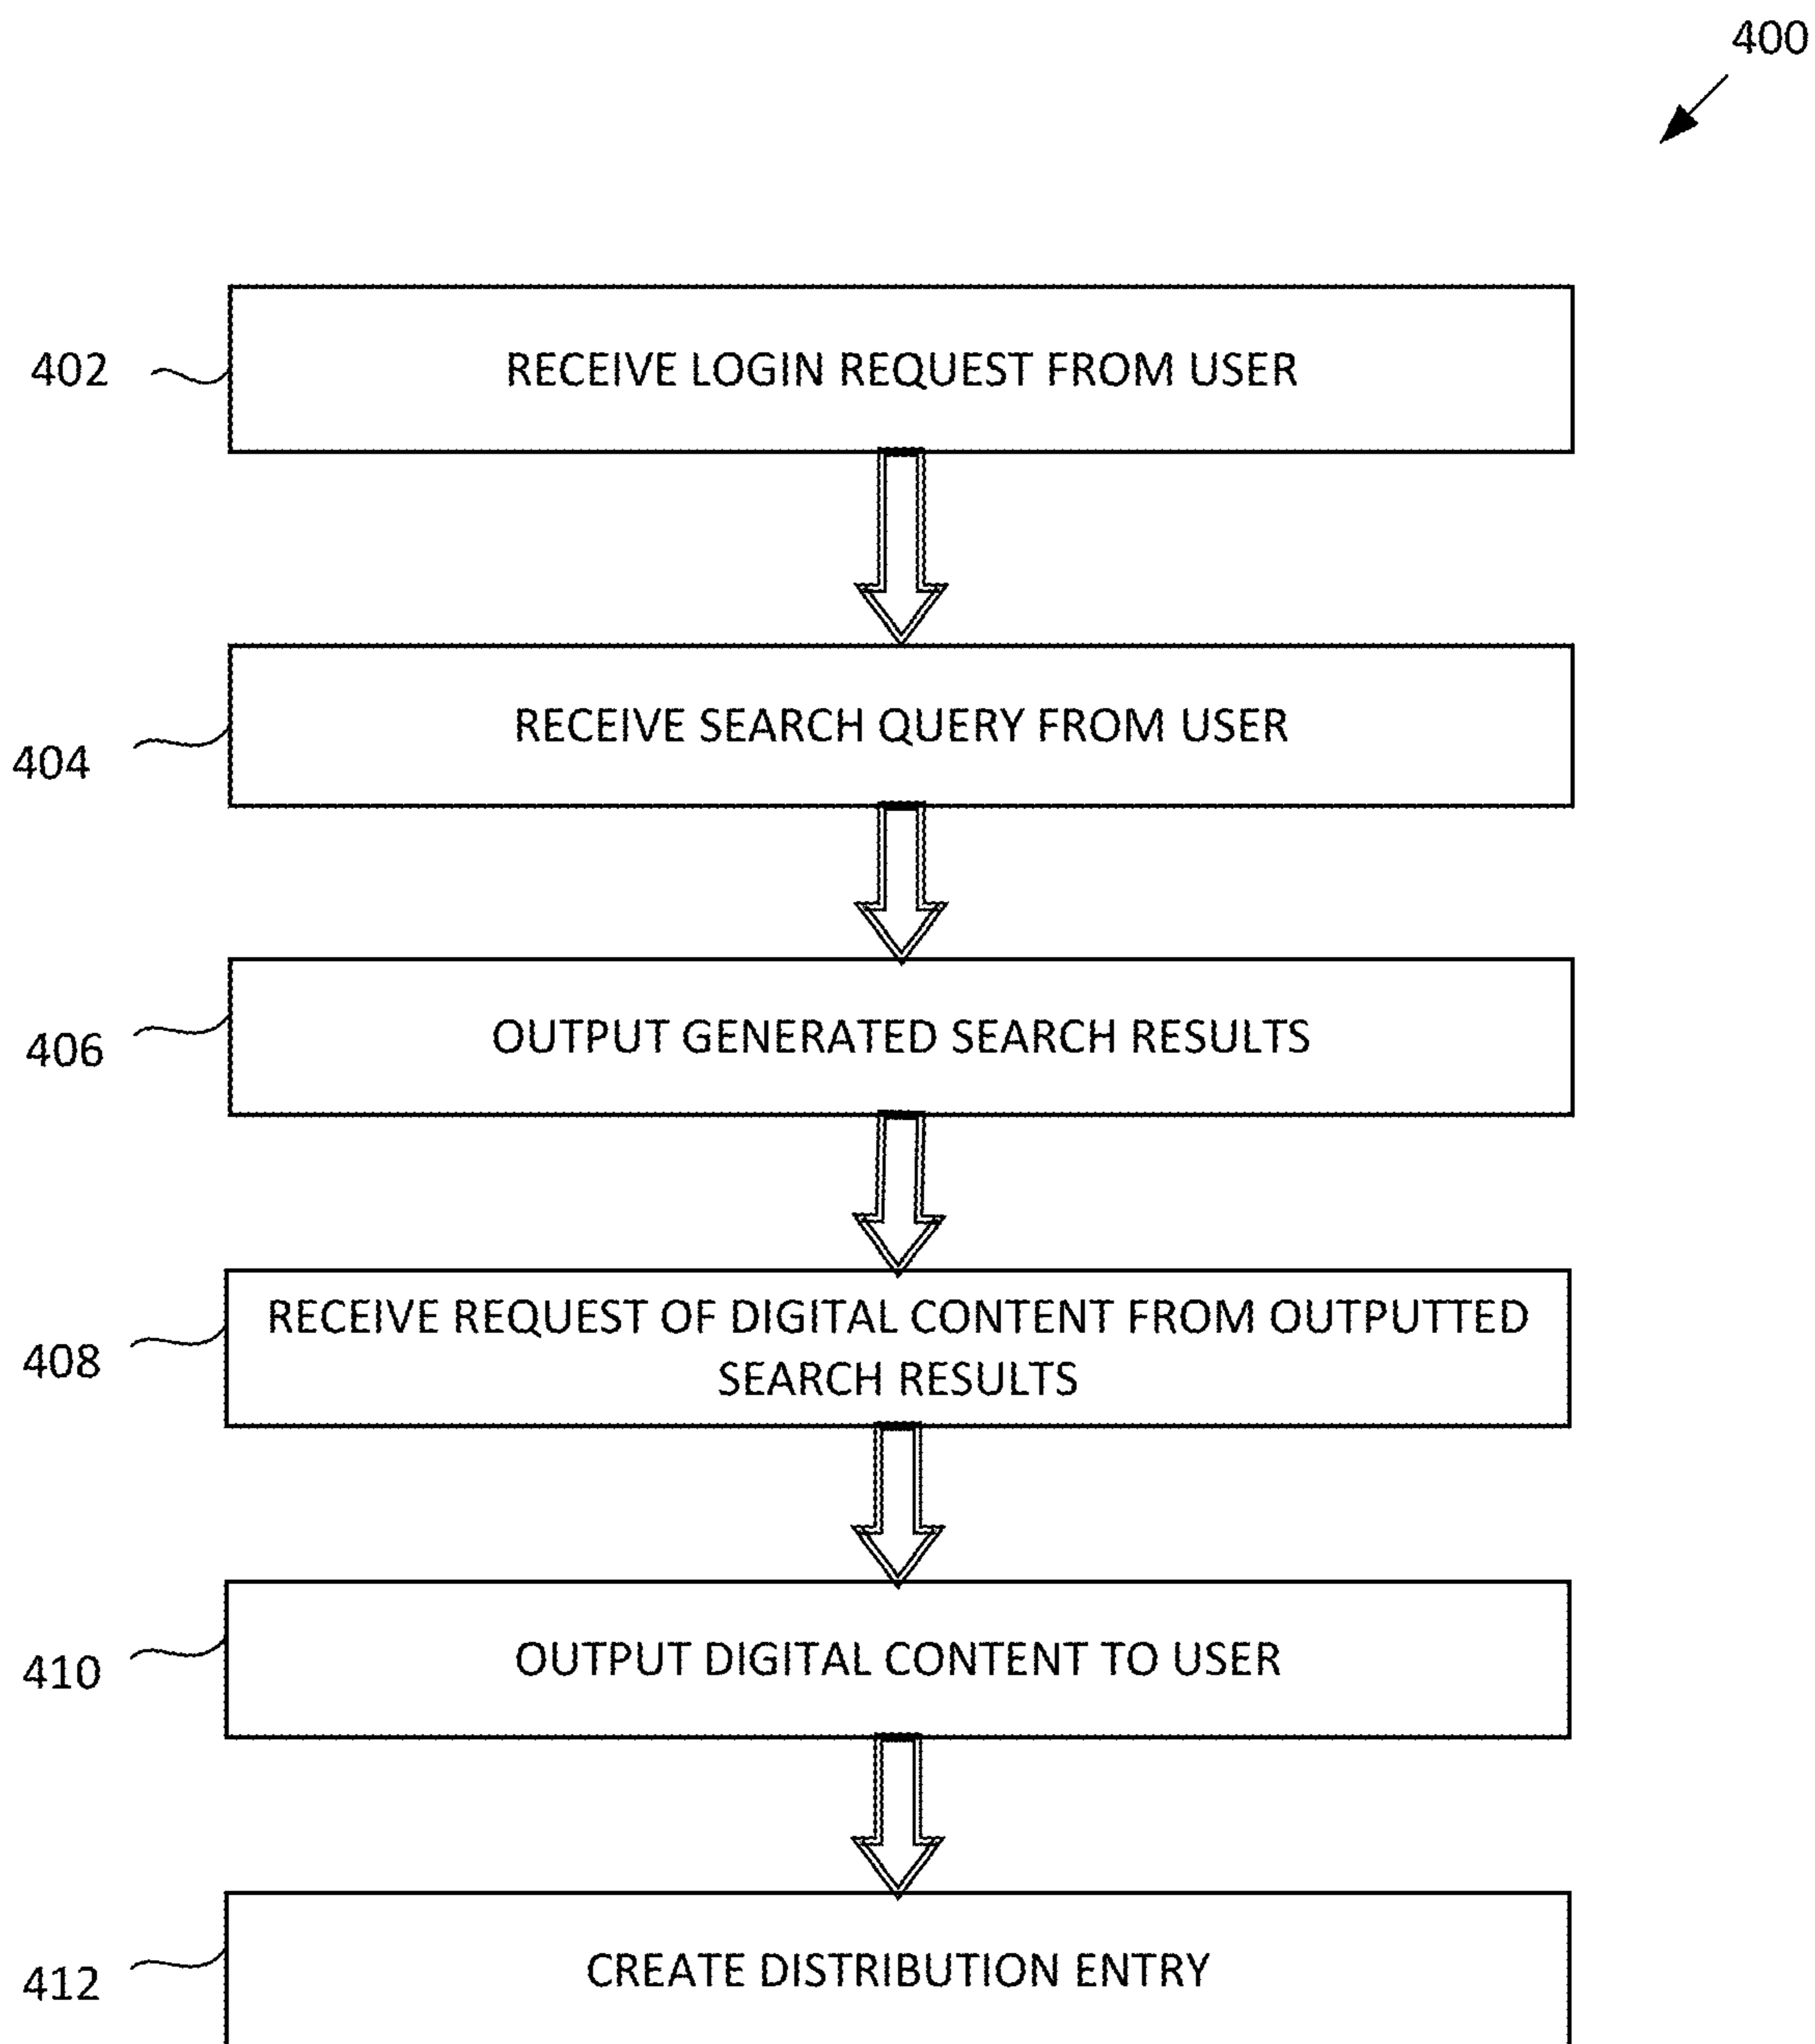 400
402
RECEIVE LOGIN REQUEST FROM USER
404
RECEIVE SEARCH QUERY FROM USER
406
OUTPUT GENERATED SEARCH RESULTS
408
RECEIVE REQUEST OF DIGITAL CONTENT FROM OUTPUTTED
SEARCH RESULTS
410
OUTPUT DIGITAL CONTENT TO USER
412
CREATE DISTRIBUTION ENTRY